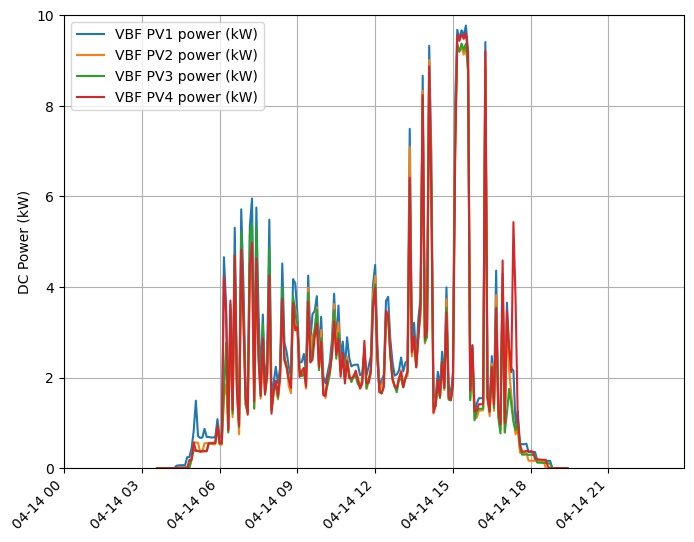 10
8
6
4
2
0
DC Power (kW)
VBF PV1 power (kW)
VBF PV2 power (kW)
VBF PV3 power (kW)
VBF PV4 power (kW)
04-14 00
04-14 03
04-14 06
04-14 09
04-14 12
04-14 15
04-14 18
04-14 21